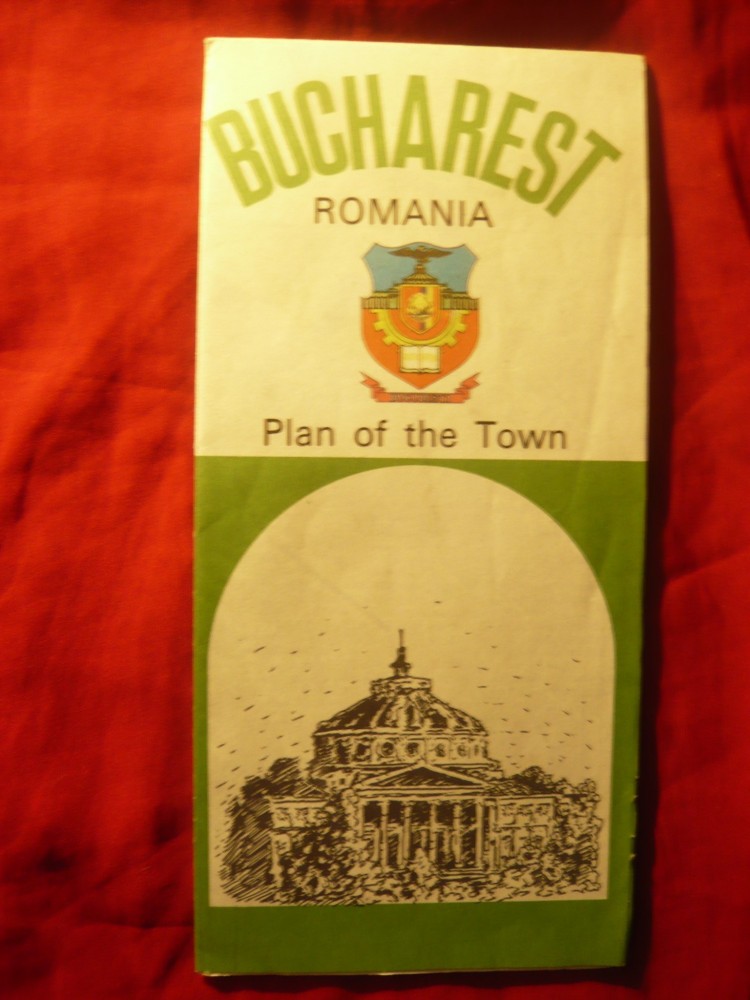 BUCHAREST
ROMANIA
Plan of the Town